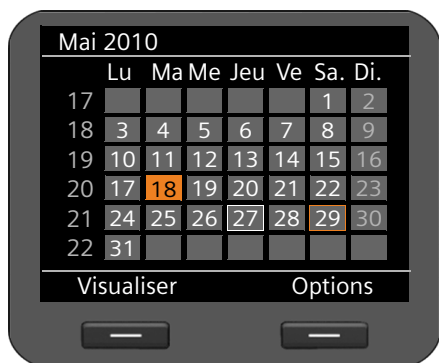 Mai 2010
Lu Ma Me Jeu Ve Sa. Di.
17 1 2
18 3 4 5 6 7 8 9
19 10 11 12 13 14 15 16
20 17 18 19 20 21 22 23
21 24 25 26 27 28 29 30
22 31
Visualiser Options